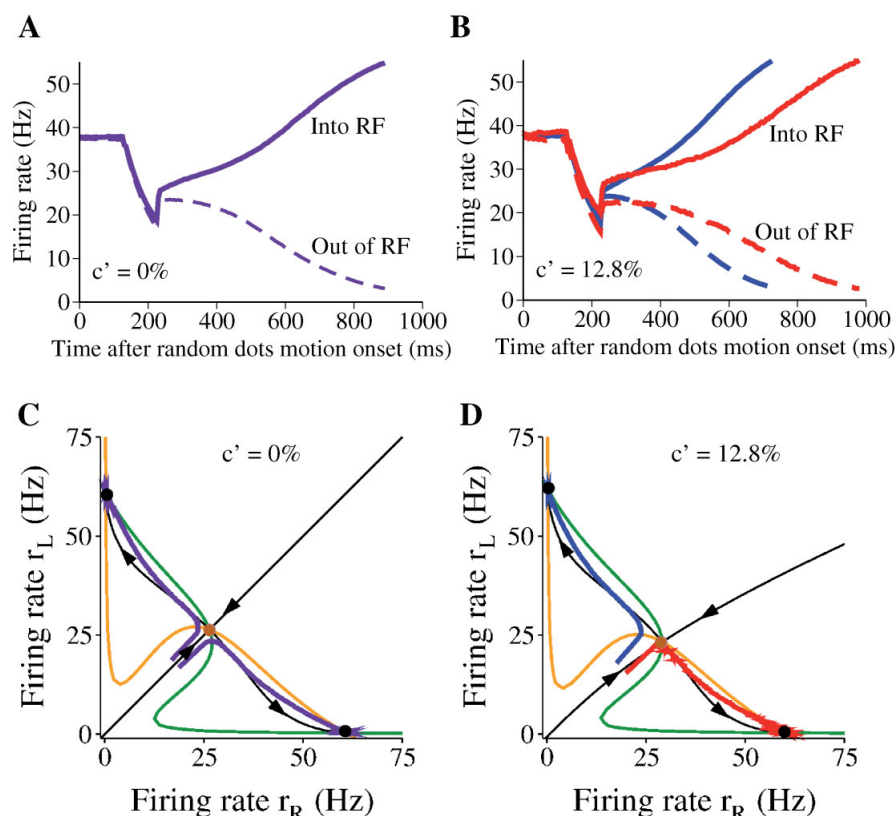 A
Firing rate (Hz)
50
40
30
20
10
0
Into RF
Out of RF
c' = 0%
0 200 400 600 800 1000
Time after random dots motion onset (ms)
B
Firing rate (Hz)
50
40
30
20
10
0
Into RF
Out of RF
c' = 12.8%
0 200 400 600 800 1000
Time after random dots motion onset (ms)
C
Firing rate r_L (Hz)
75
50
25
0
c' = 0%
0 25 50 75
Firing rate r_R (Hz)
D
Firing rate r_L (Hz)
75
50
25
0
c' = 12.8%
0 25 50 75
Firing rate r_R (Hz)